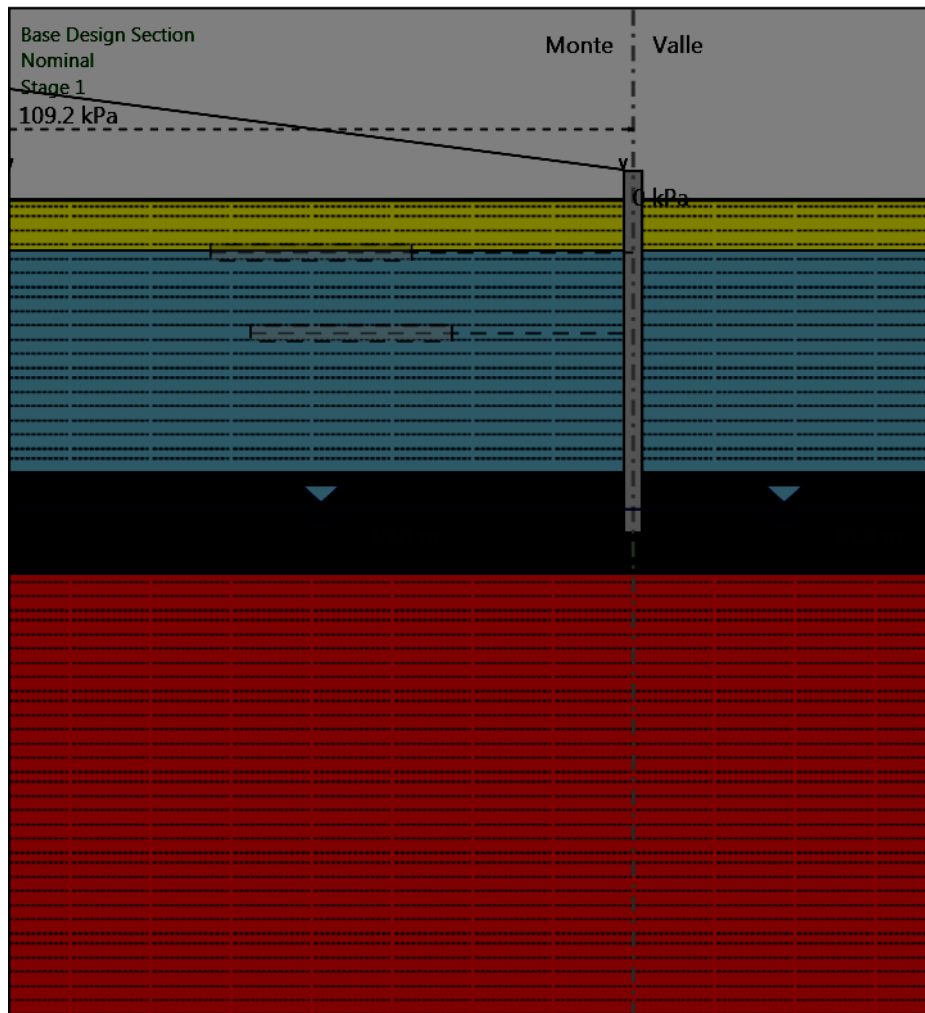 Base Design Section
Nominal
Stage 1
109.2 kPa
Monte
Valle
0 kPa